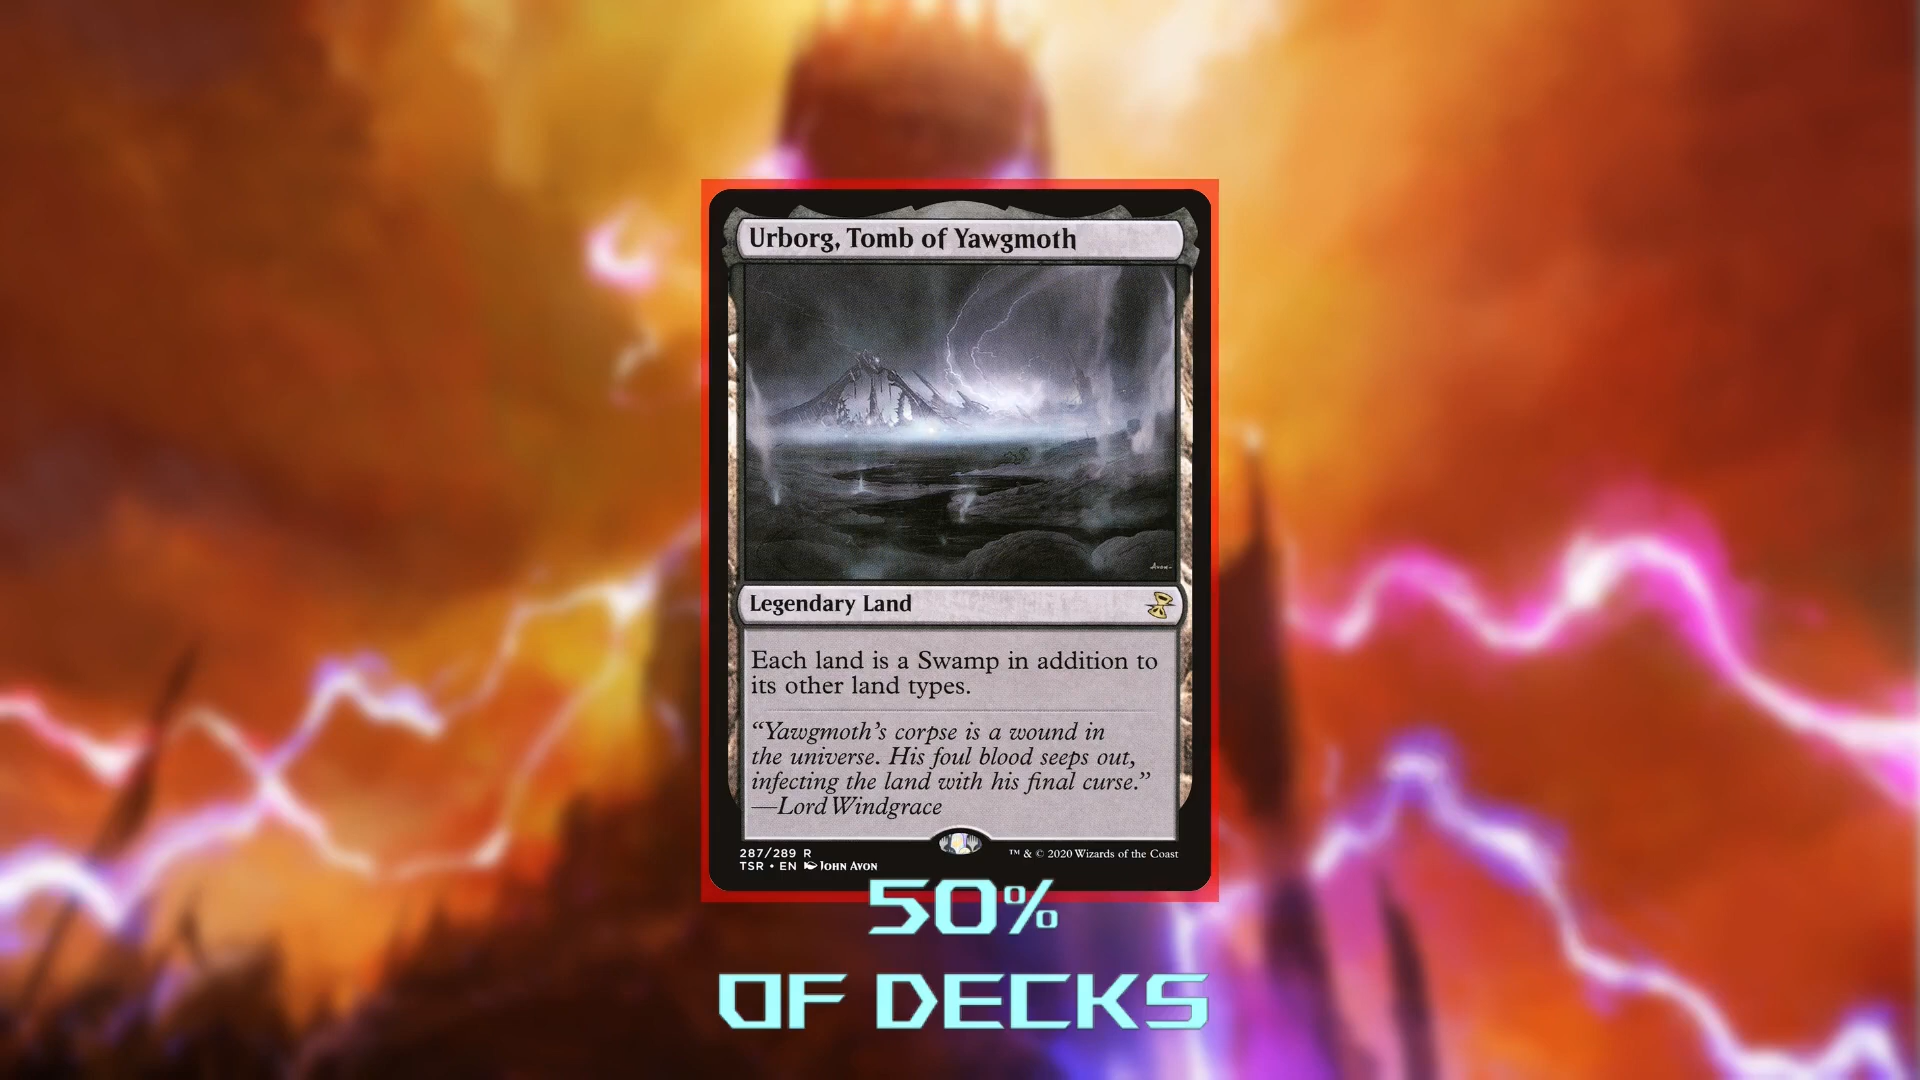 Urborg, Tomb of Yawgmoth
Legendary Land
Each land is a Swamp in addition to
its other land types.
“Yawgmoth’s corpse is a wound in
the universe. His foul blood seeps out,
infecting the land with his final curse.”
—Lord Windgrace
287/289 R
TSR • EN John Avon
™ & © 2020 Wizards of the Coast
50%
OF DECKS